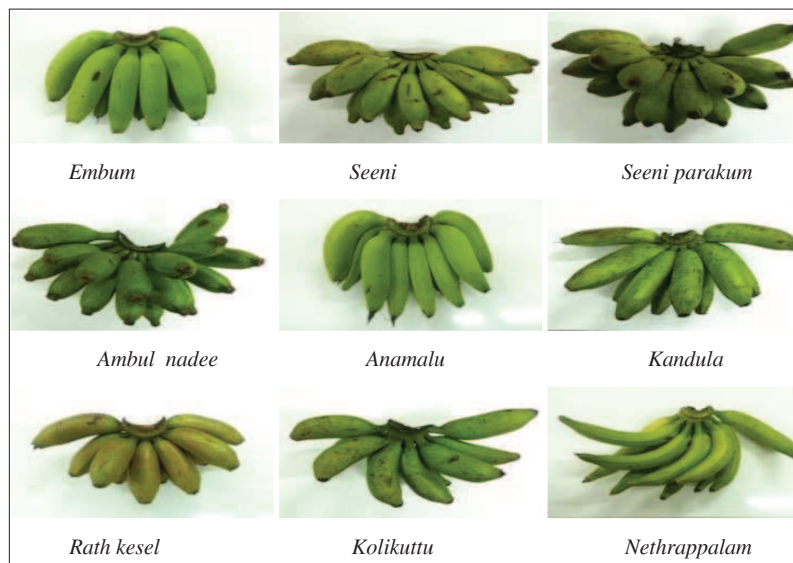 Embum
Seeni
Seeni parakum
Ambul nadee
Anamalu
Kandula
Rath kesel
Kolikuttu
Nethrappalam